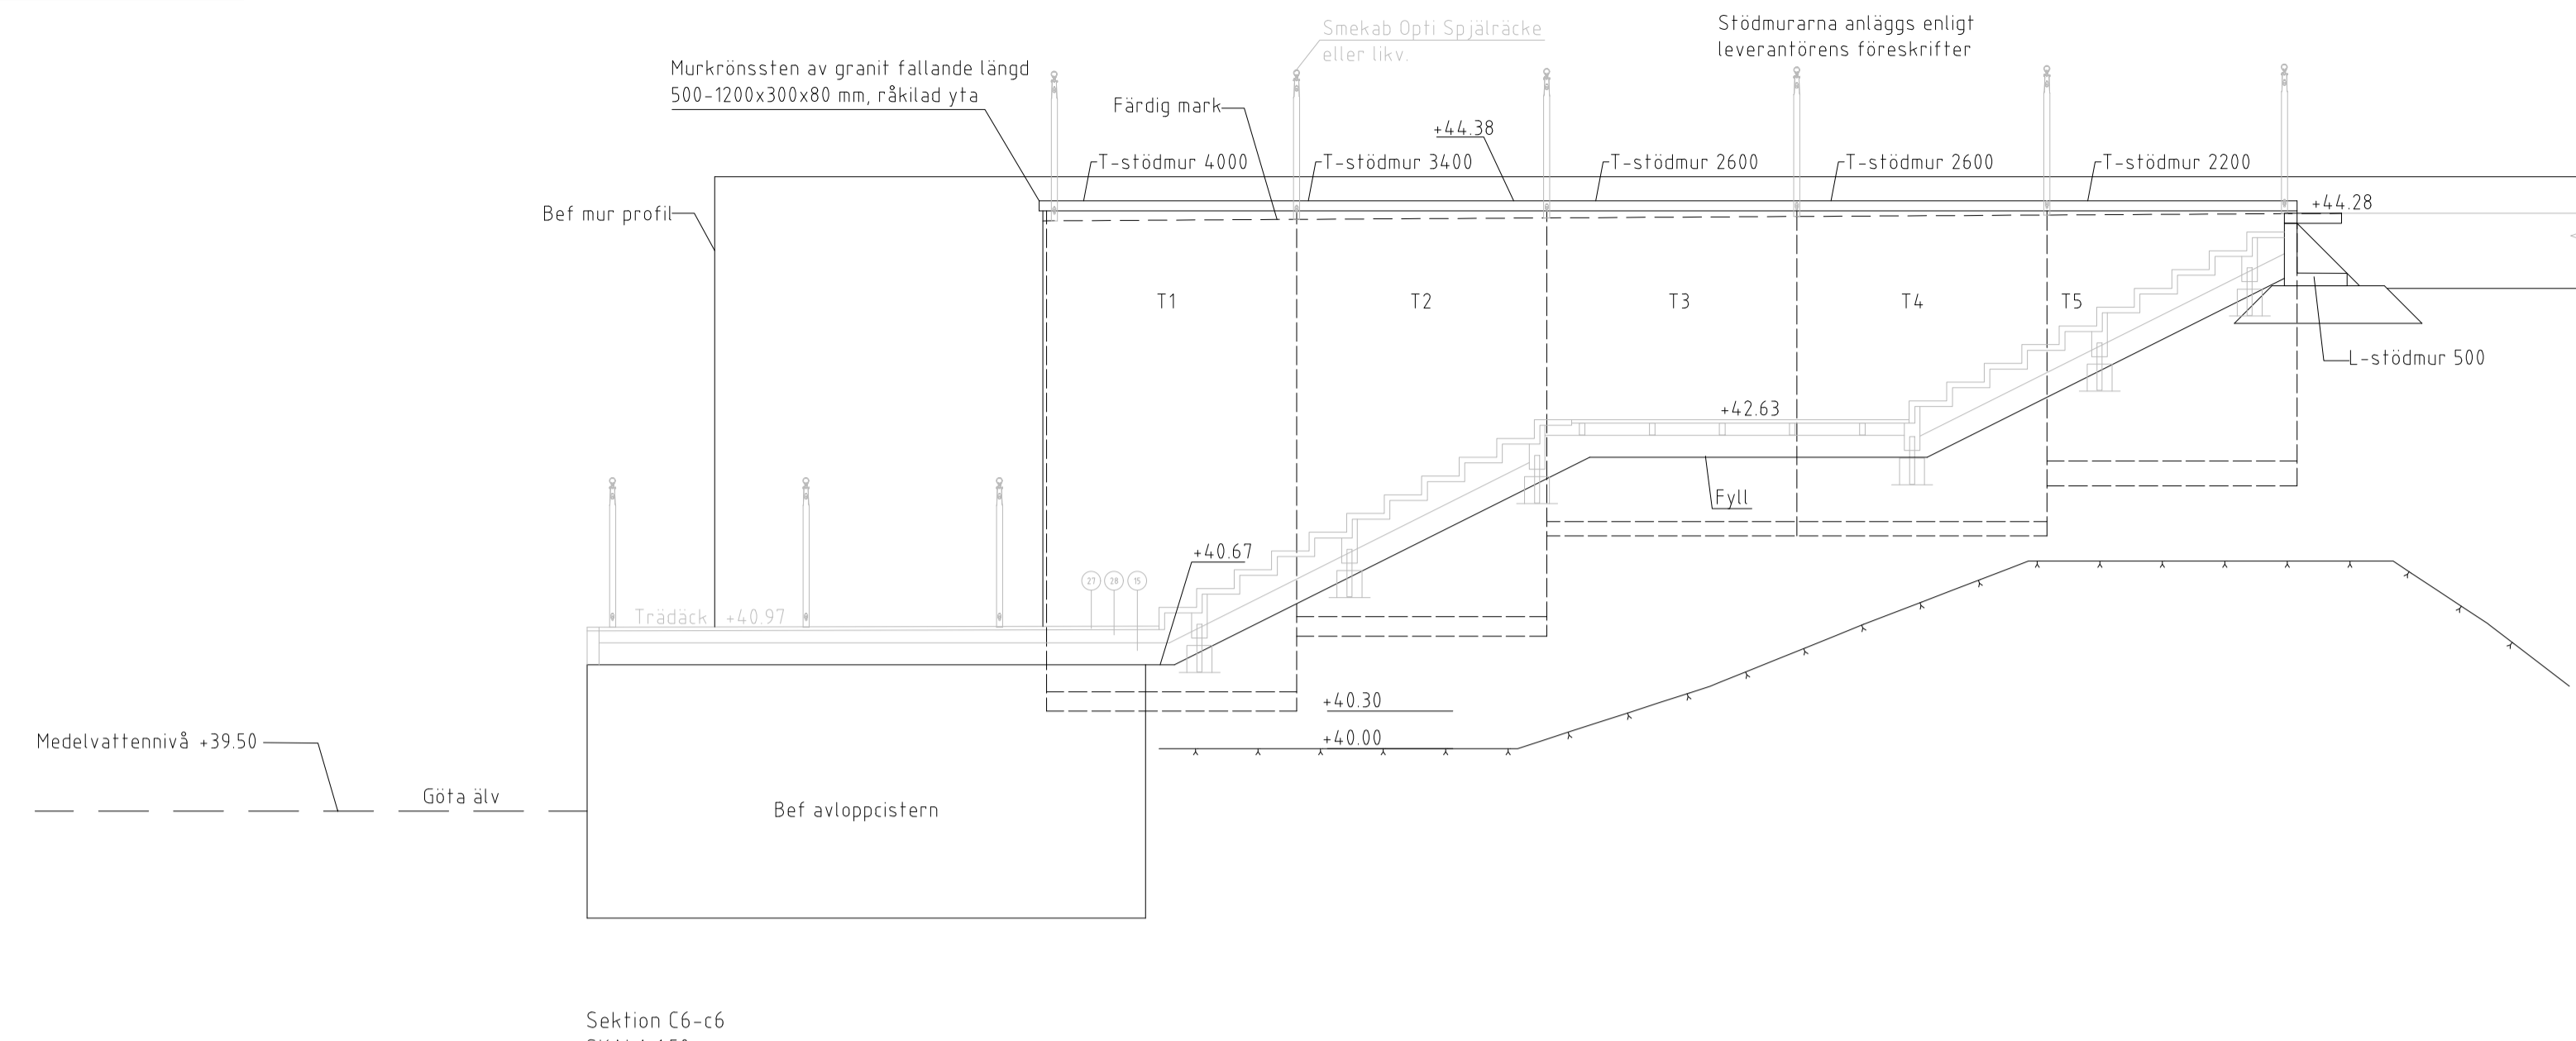 Smekab Opti Spjälräcke
eller likv.
Stödmurarna anläggs enligt
leverantörens föreskrifter
Murkrönssten av granit fallande längd
500-1200x300x80 mm, råkilad yta
Färdig mark
+44.38
T-stödmur 4000
T-stödmur 3400
T-stödmur 2600
T-stödmur 2600
T-stödmur 2200
Bef mur profil
+44.28
T1
T2
T3
T4
T5
L-stödmur 500
+42.63
Fyll
+40.67
27
28
15
Trädäck +40.97
+40.30
+40.00
Medelvattennivå +39.50
Göta älv
Bef avloppcistern
Sektion C6-c6